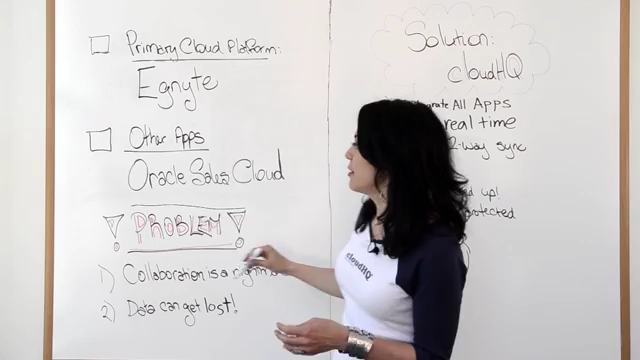 Primary Cloud Platform:
Egnyte
Other Apps
Oracle Sales Cloud
PROBLEM
1) Collaboration is a
2) Data can get lost!
Solution:
cloudHQ
All Apps
real time
2-way sync
up!
protected
cloudHQ